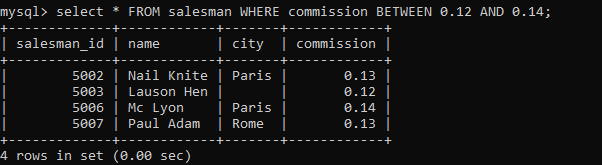 mysql> select * FROM salesman WHERE commission BETWEEN 0.12 AND 0.14;
+-------------+------------+-------+------------+
| salesman_id | name       | city  | commission |
+-------------+------------+-------+------------+
|        5002 | Nail Knite | Paris |       0.13 |
|        5003 | Lauson Hen |       |       0.12 |
|        5006 | Mc Lyon    | Paris |       0.14 |
|        5007 | Paul Adam  | Rome  |       0.13 |
+-------------+------------+-------+------------+
4 rows in set (0.00 sec)